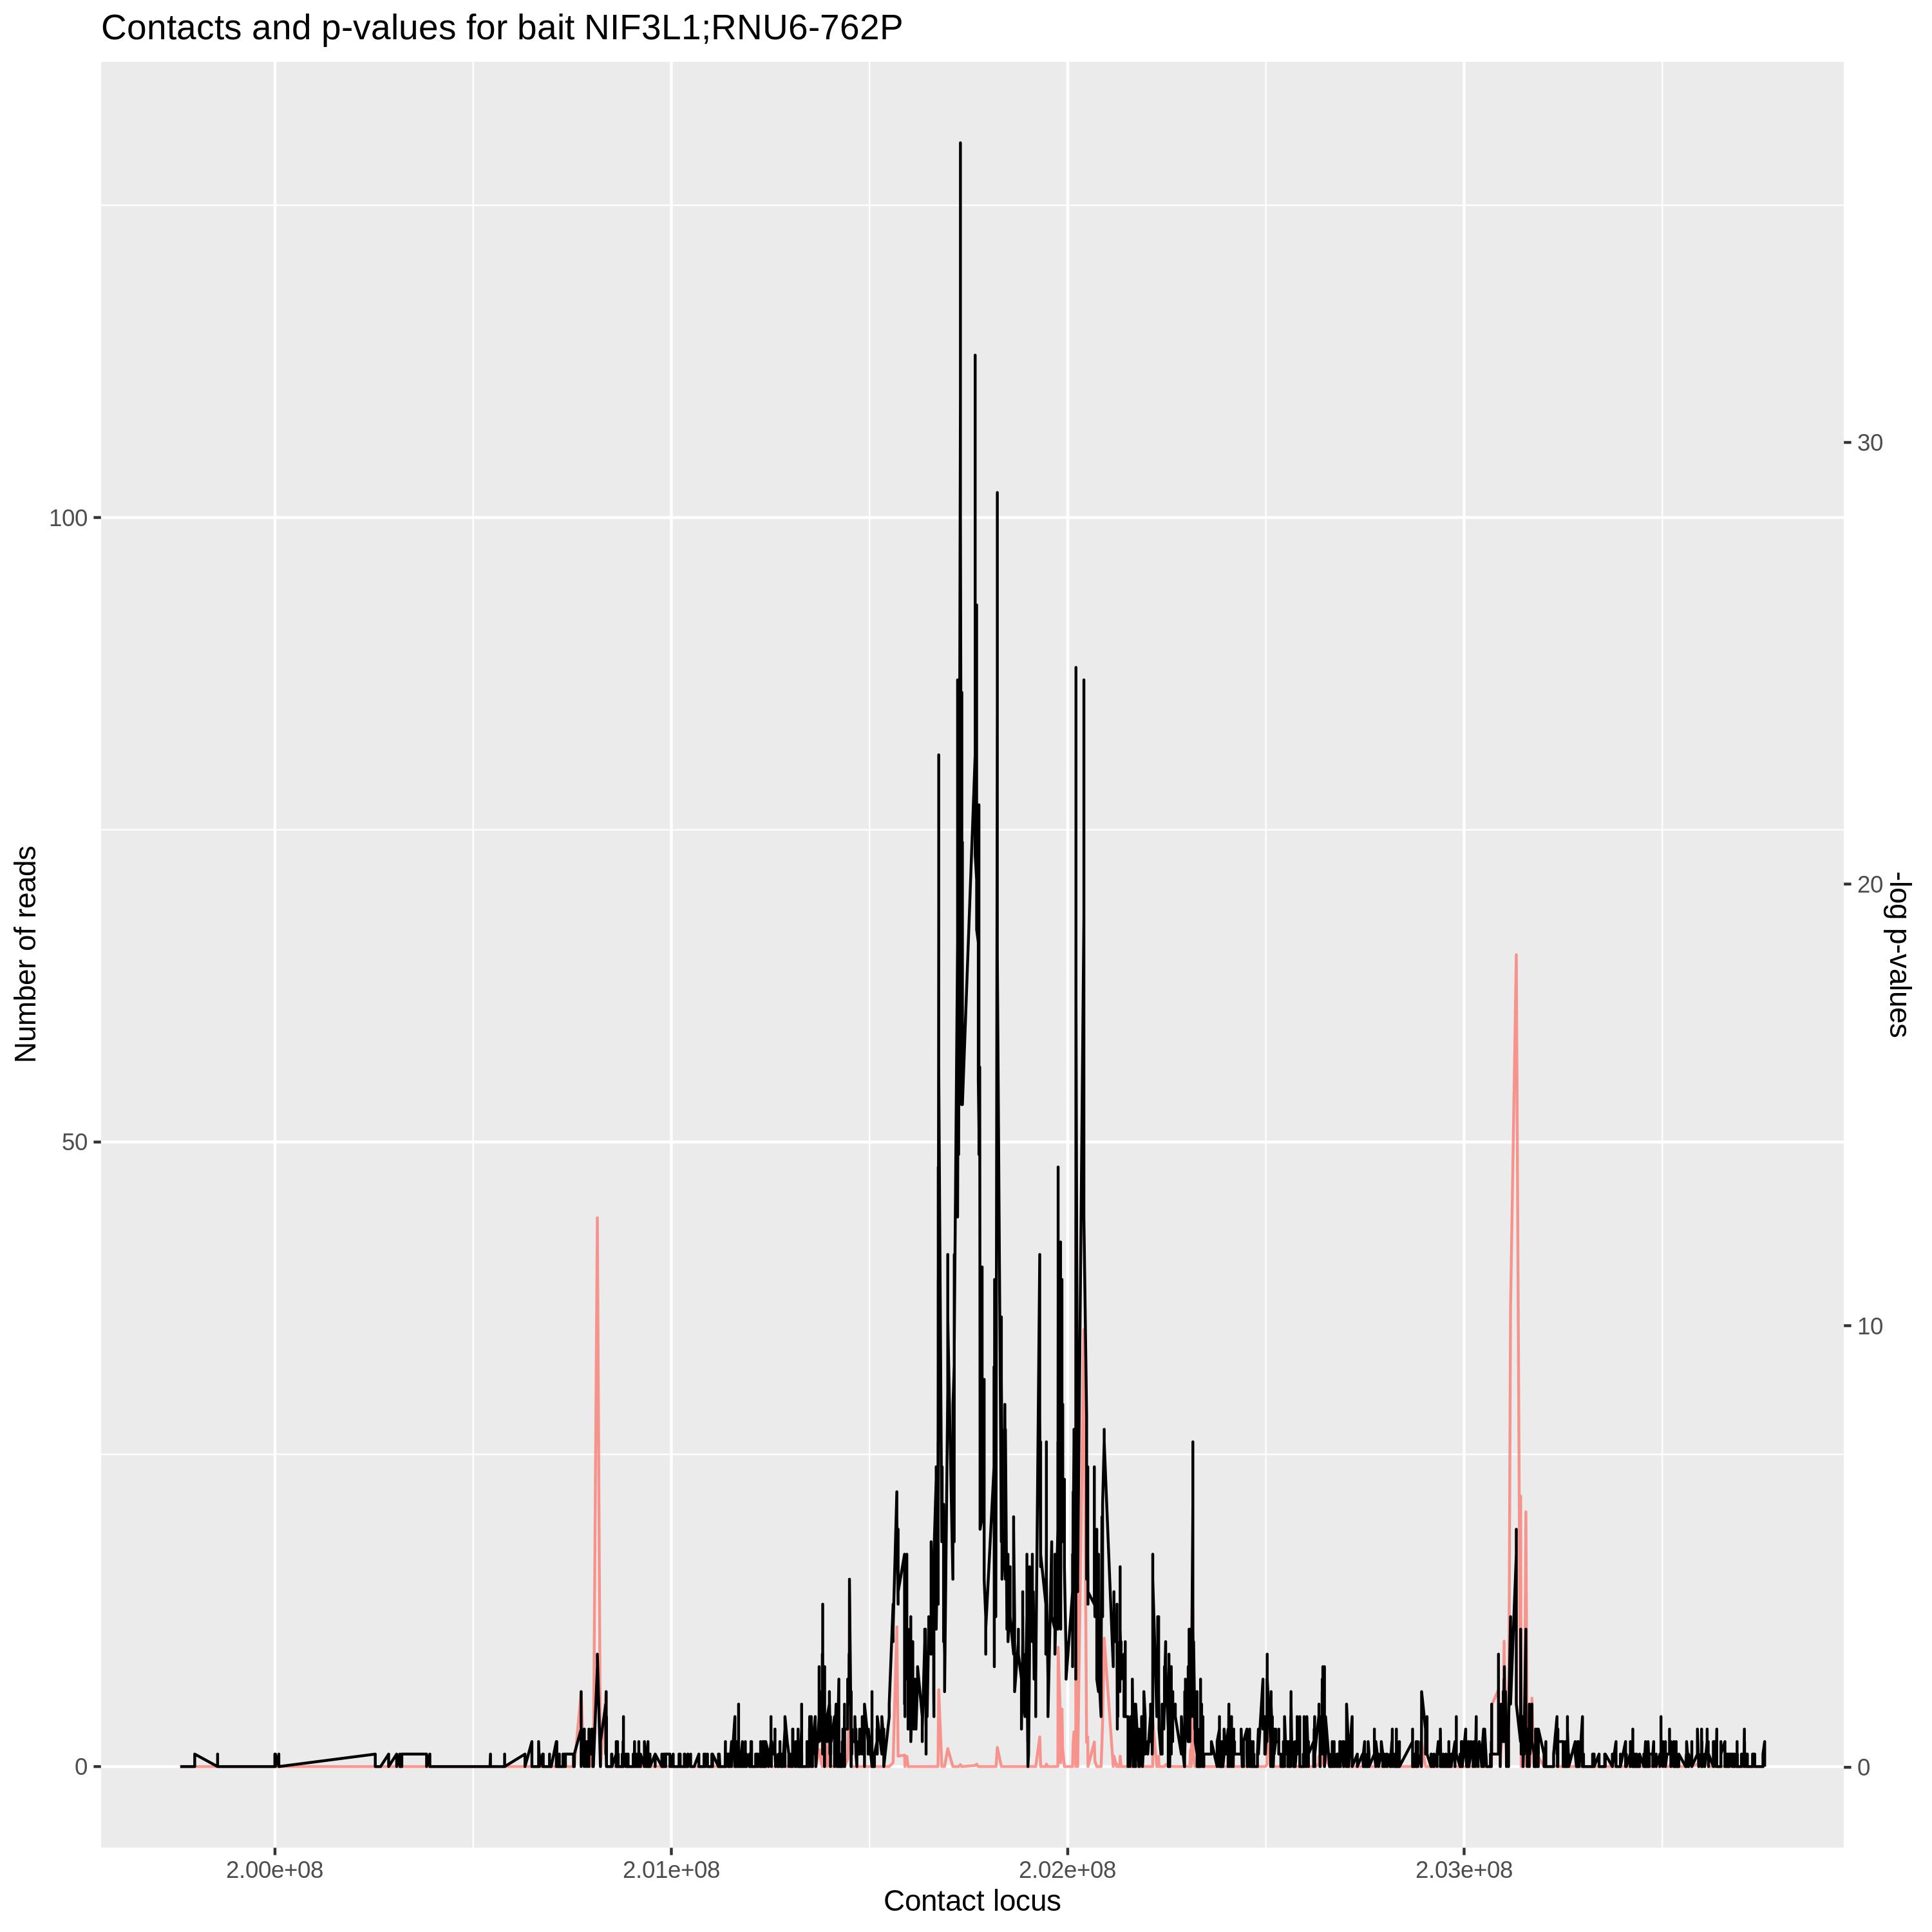 Contacts and p-values for bait NIF3L1;RNU6-762P
Number of reads
100
50
0
30
20
10
0
-log p-values
2.00e+08
2.01e+08
2.02e+08
2.03e+08
Contact locus